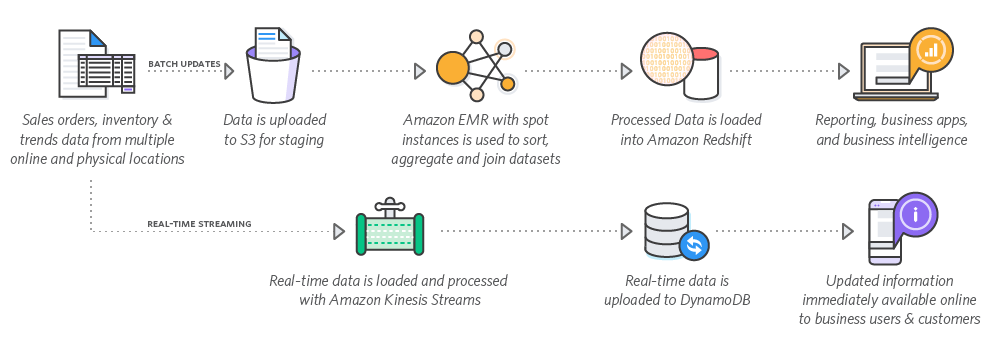 BATCH UPDATES
Sales orders, inventory &
trends data from multiple
online and physical locations
Data is uploaded
to S3 for staging
Amazon EMR with spot
instances is used to sort,
aggregate and join datasets
Processed Data is loaded
into Amazon Redshift
Reporting, business apps,
and business intelligence
REAL-TIME STREAMING
Real-time data is loaded and processed
with Amazon Kinesis Streams
Real-time data is
uploaded to DynamoDB
Updated information
immediately available online
to business users & customers